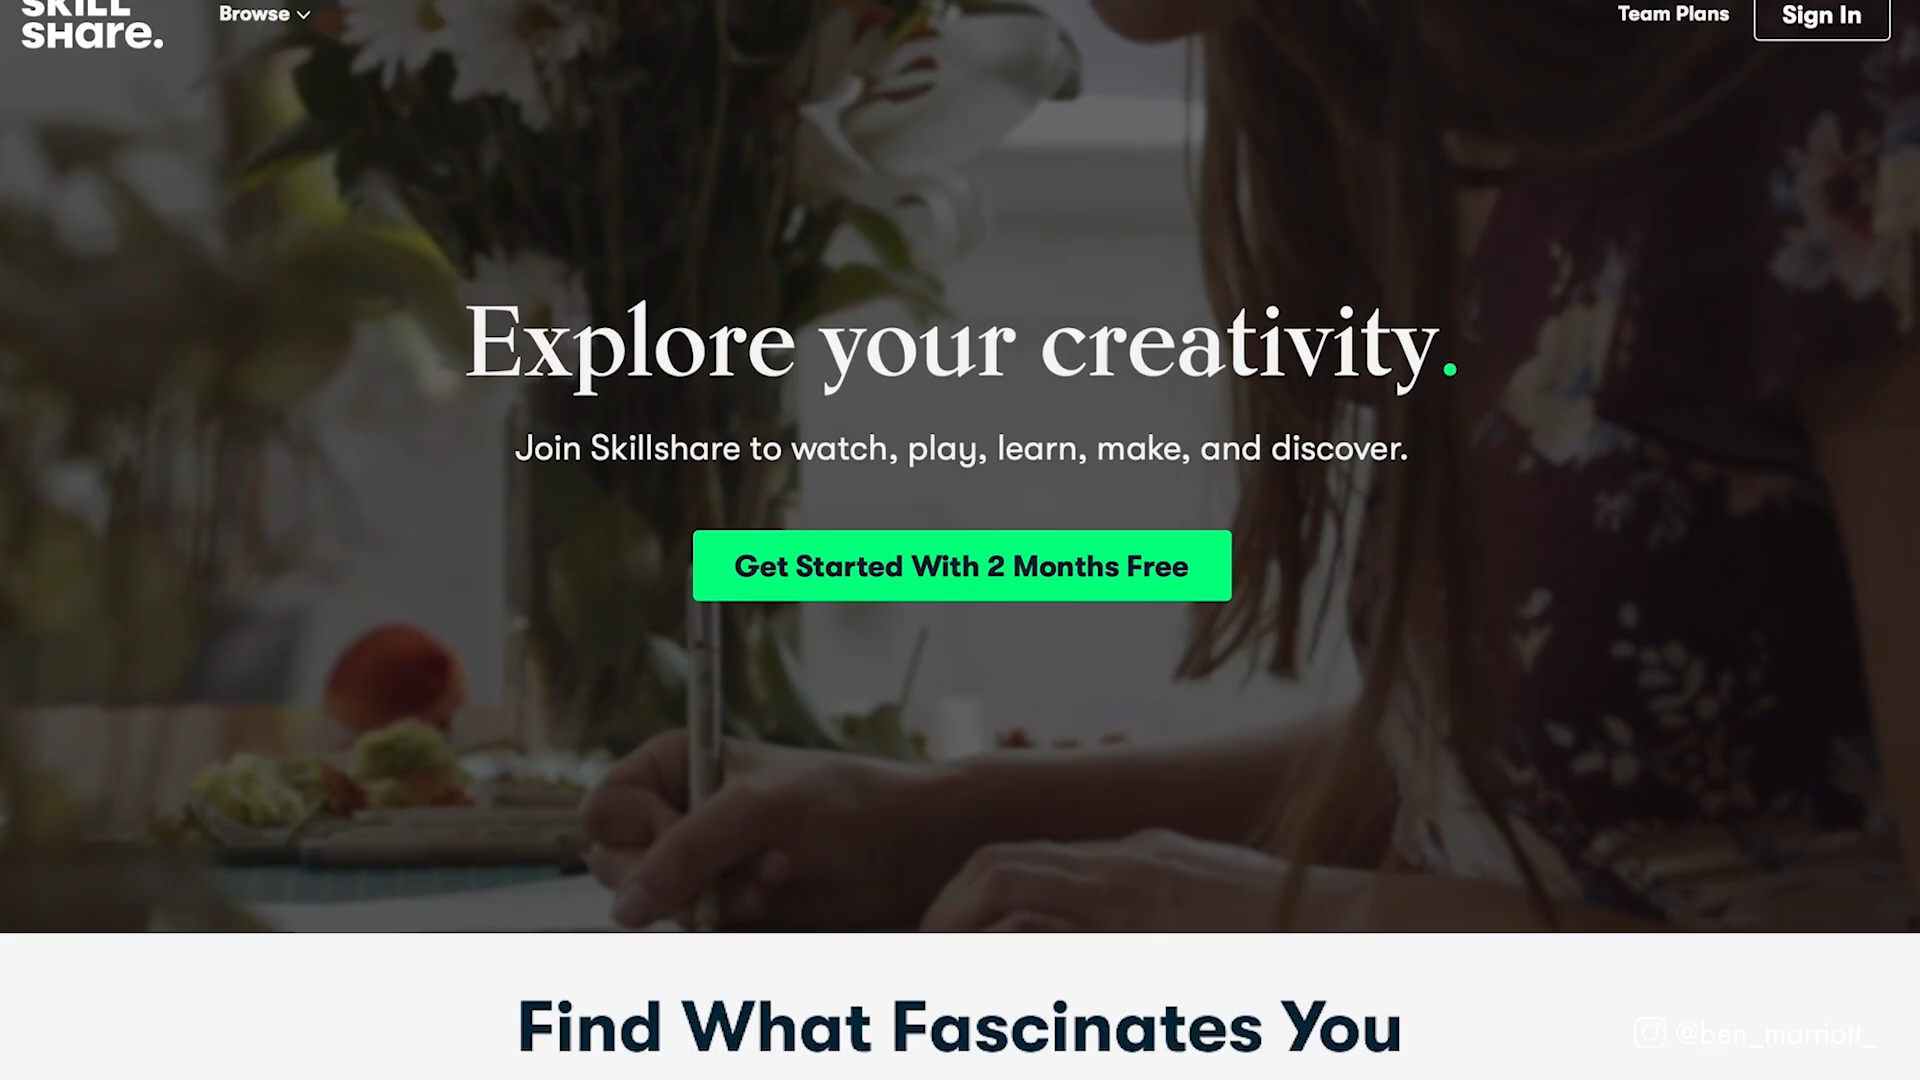 SKILL
SHare.
Browse
Team Plans
Sign In
Explore your creativity.
Join Skillshare to watch, play, learn, make, and discover.
Get Started With 2 Months Free
Find What Fascinates You
@ben_marriott_